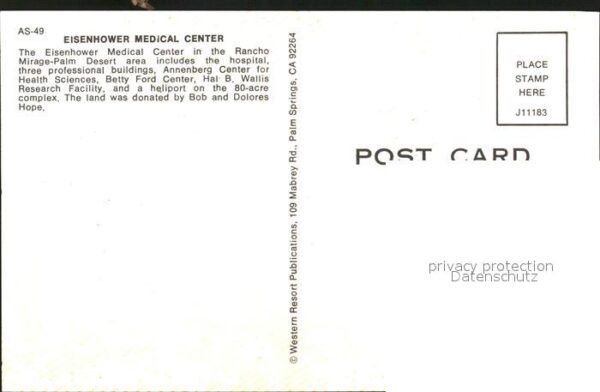 AS-49
EISENHOWER MEDICAL CENTER
The Eisenhower Medical Center in the Rancho
Mirage-Palm Desert area includes the hospital,
three professional buildings, Annenberg Center for
Health Sciences, Betty Ford Center, Hal B. Wallis
Research Facility, and a heliport on the 80-acre
complex. The land was donated by Bob and Dolores
Hope.
© Western Resort Publications, 109 Mabrey Rd., Palm Springs, CA 92264
PLACE
STAMP
HERE
J11183
POST CARD
privacy protection
Datenschutz